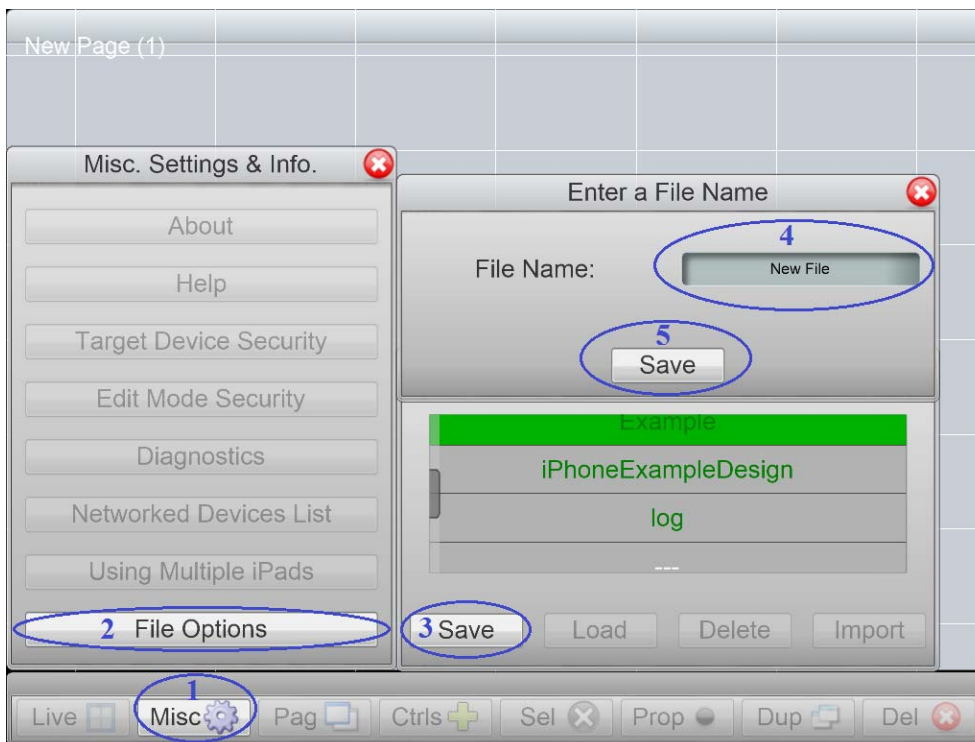 New Page (1)
Misc. Settings & Info.
About
Help
Target Device Security
Edit Mode Security
Diagnostics
Networked Devices List
Using Multiple iPads
2 File Options
Enter a File Name
4
File Name: New File
5
Save
Example
iPhoneExampleDesign
log
---
3 Save Load Delete Import
1
Live Misc Pag Ctrls Sel Prop Dup Del